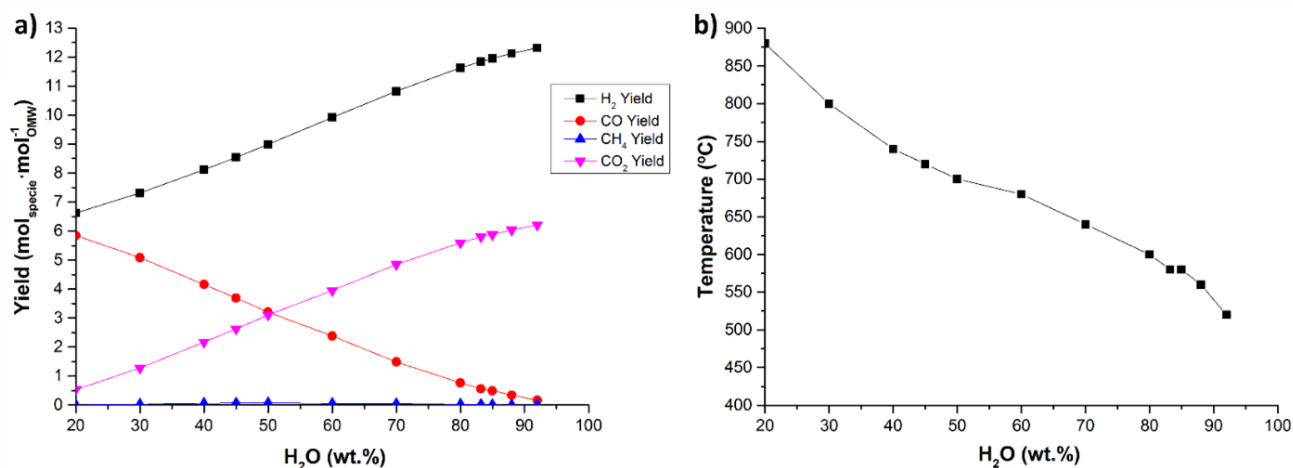 a)
13
12
11
10
9
8
7
6
5
4
3
2
1
0
Yield (mol_specie·mol⁻¹_OMW)
20 30 40 50 60 70 80 90 100
H₂O (wt.%)
H₂ Yield
CO Yield
CH₄ Yield
CO₂ Yield
b)
900
850
800
750
700
650
600
550
500
450
400
Temperature (ºC)
20 30 40 50 60 70 80 90 100
H₂O (wt.%)